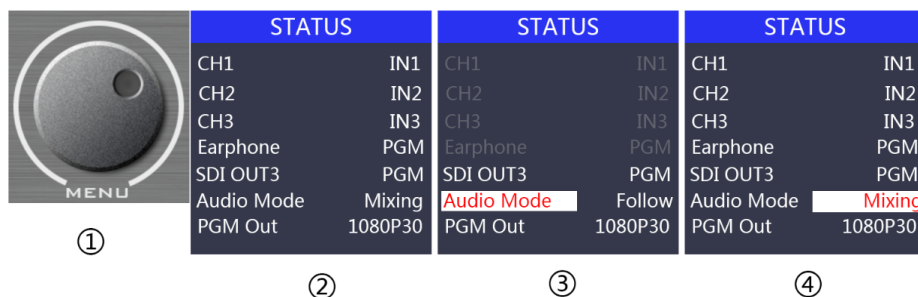 MENU
①
STATUS
CH1 IN1
CH2 IN2
CH3 IN3
Earphone PGM
SDI OUT3 PGM
Audio Mode Mixing
PGM Out 1080P30
②
STATUS
CH1 IN1
CH2 IN2
CH3 IN3
Earphone PGM
SDI OUT3 PGM
Audio Mode Follow
PGM Out 1080P30
③
STATUS
CH1 IN1
CH2 IN2
CH3 IN3
Earphone PGM
SDI OUT3 PGM
Audio Mode Mixing
PGM Out 1080P30
④